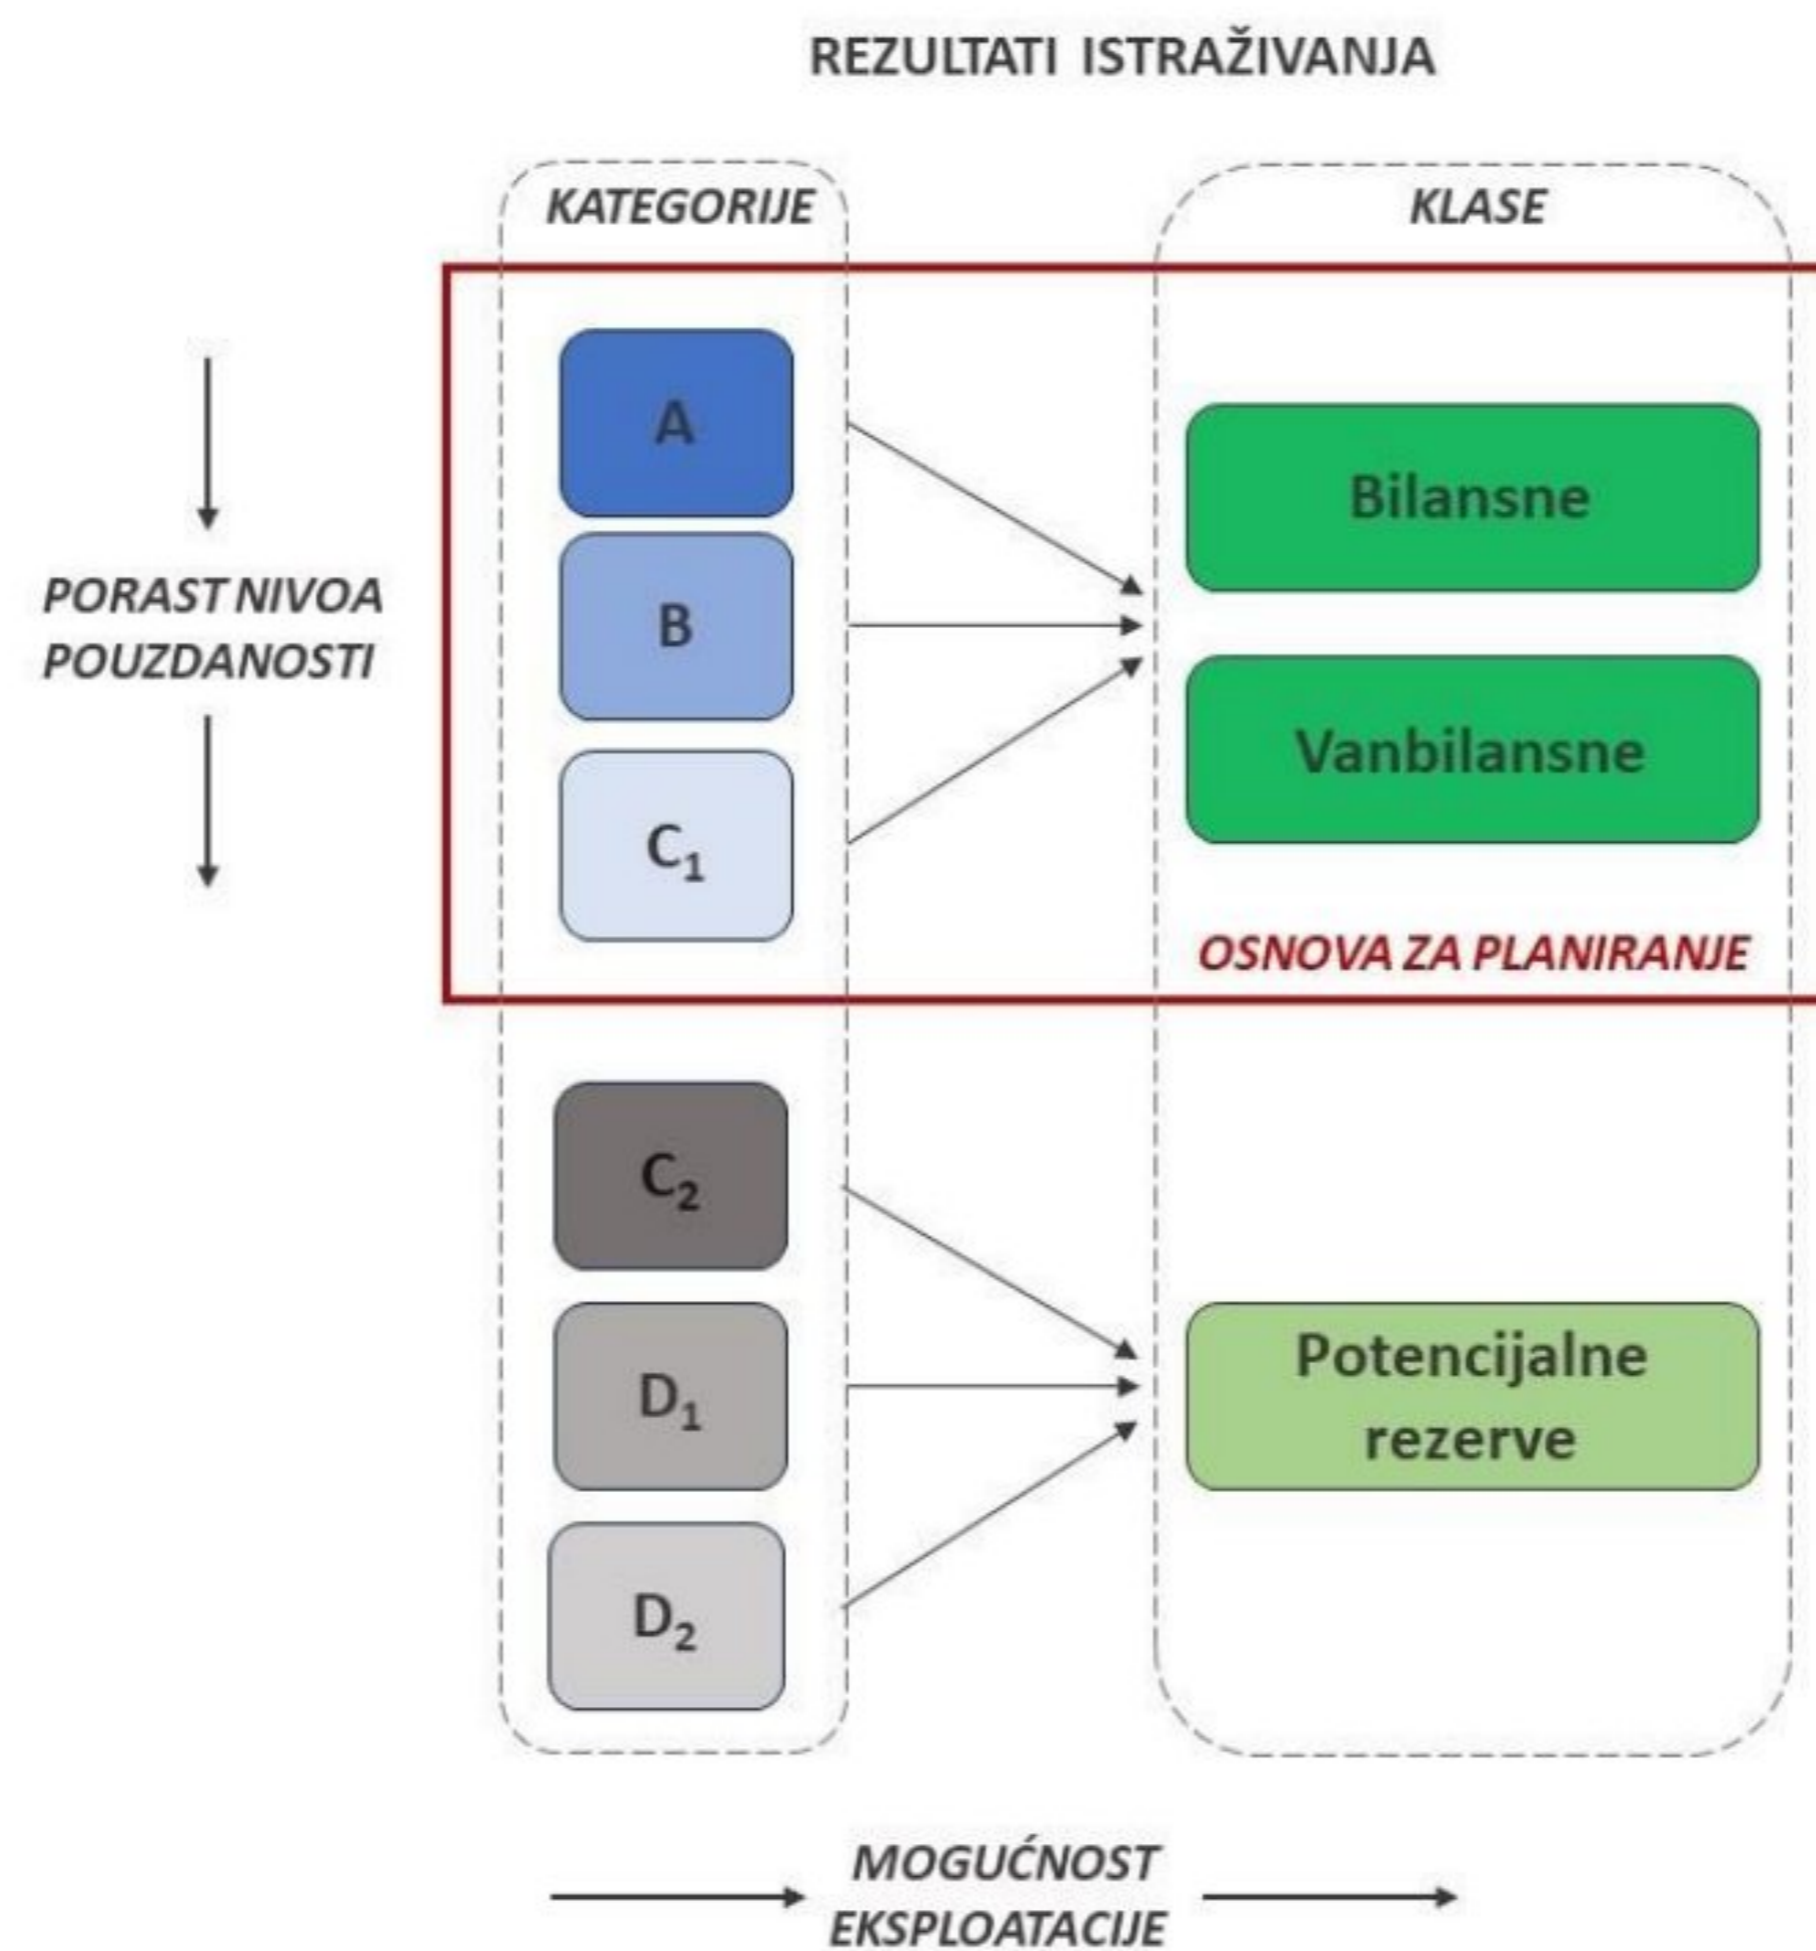 REZULTATI ISTRAŽIVANJA
KATEGORIJE
KLASE
A
Bilansne
PORAST NIVOA
POUZDANOSTI
B
Vanbilansne
C₁
OSNOVA ZA PLANIRANJE
C₂
D₁
Potencijalne
rezerve
D₂
MOGUĆNOST
EKSPLOATACIJE